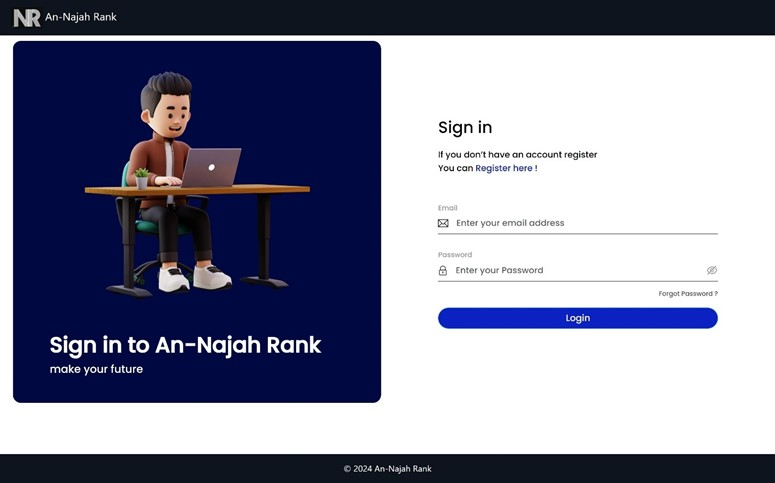 NR An-Najah Rank
Sign in to An-Najah Rank
make your future
Sign in
If you don't have an account register
You can Register here !
Email
Enter your email address
Password
Enter your Password
Forgot Password ?
Login
© 2024 An-Najah Rank